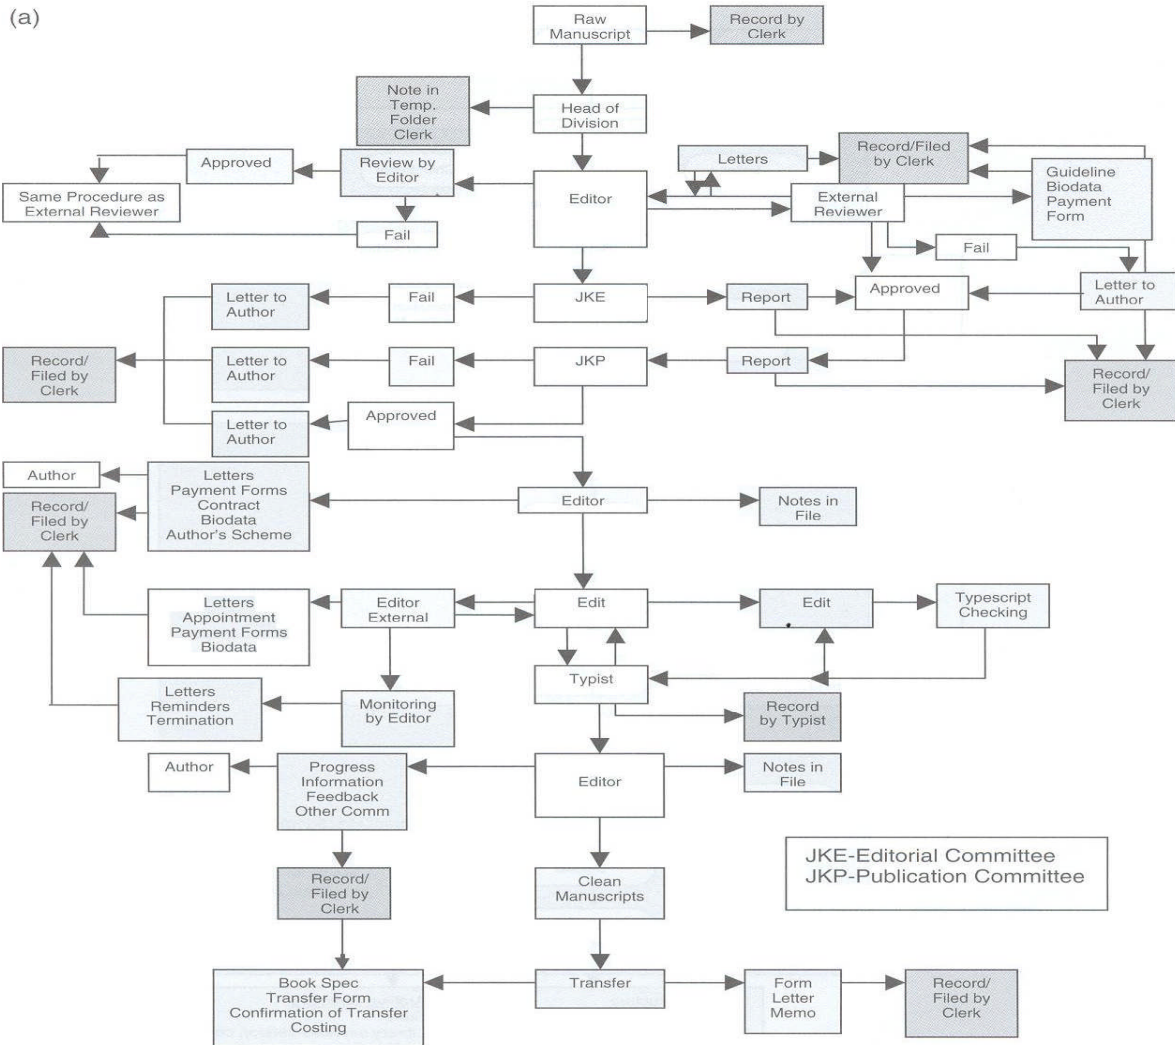 (a)
Raw
Manuscript
Record by
Clerk
Note in
Temp.
Folder
Clerk
Head of
Division
Approved
Review by
Editor
Same Procedure as
External Reviewer
Fail
Editor
Letters
Record/Filed
by Clerk
External
Reviewer
Guideline
Biodata
Payment
Form
Fail
Letter to
Author
Fail
JKE
Report
Approved
Letter to
Author
Record/
Filed by
Clerk
Letter to
Author
Fail
JKP
Report
Record/
Filed by
Clerk
Letter to
Author
Approved
Author
Letters
Payment Forms
Contract
Biodata
Author's Scheme
Record/
Filed by
Clerk
Editor
Notes in
File
Letters
Appointment
Payment Forms
Biodata
Editor
External
Edit
Edit
Typescript
Checking
Letters
Reminders
Termination
Monitoring
by Editor
Typist
Record
by Typist
Author
Progress
Information
Feedback
Other Comm
Editor
Notes in
File
Record/
Filed by
Clerk
Clean
Manuscripts
JKE-Editorial Committee
JKP-Publication Committee
Book Spec
Transfer Form
Confirmation of Transfer
Costing
Transfer
Form
Letter
Memo
Record/
Filed by
Clerk